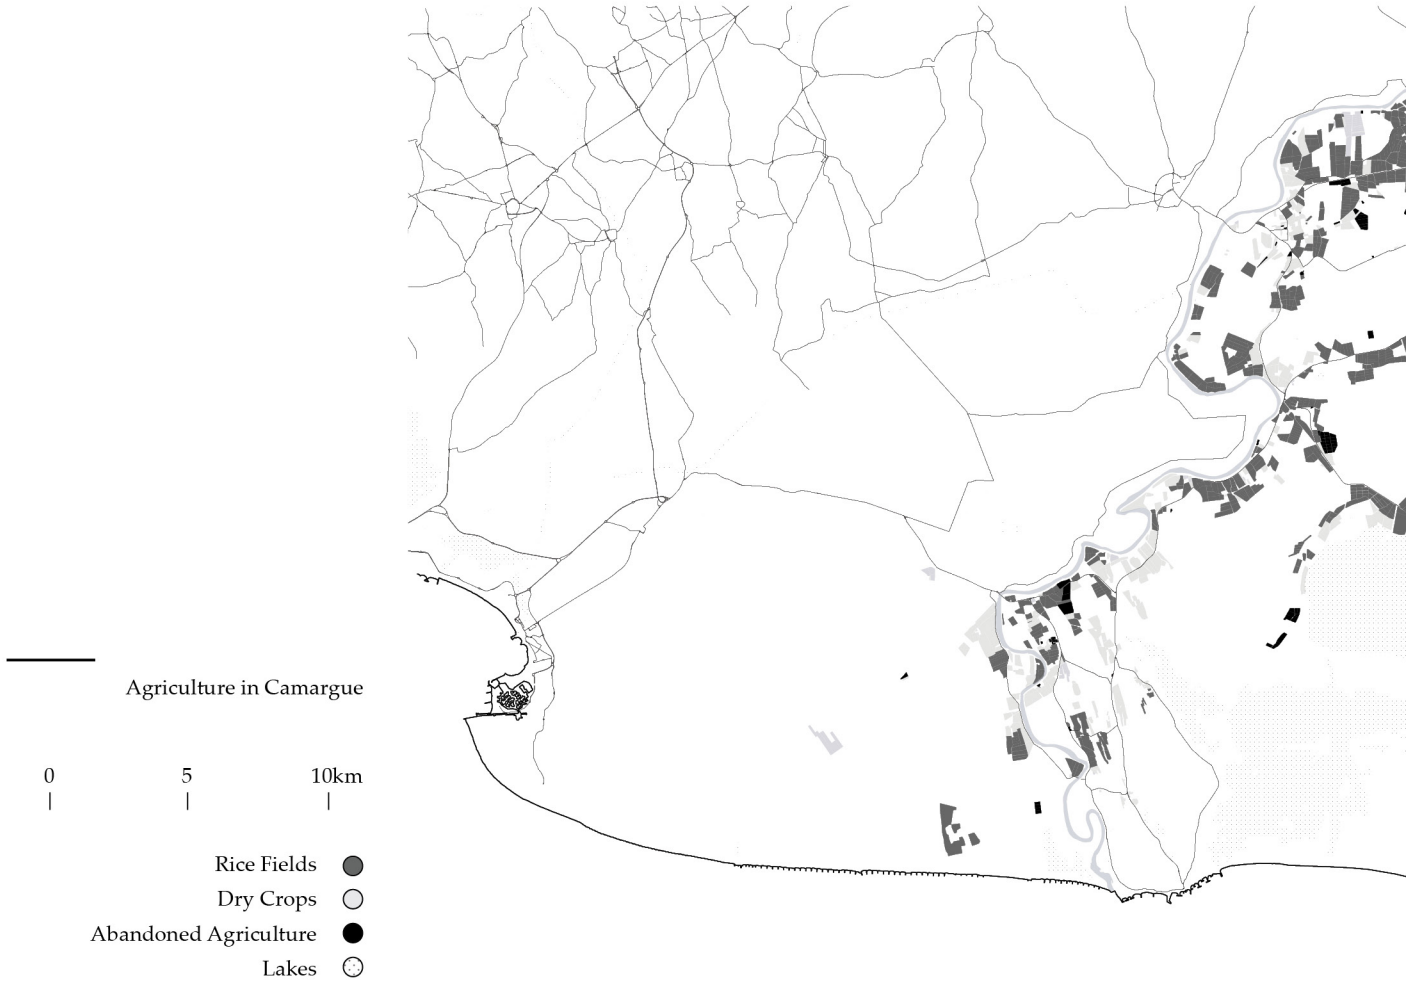 Agriculture in Camargue
0 5 10km
Rice Fields
Dry Crops
Abandoned Agriculture
Lakes